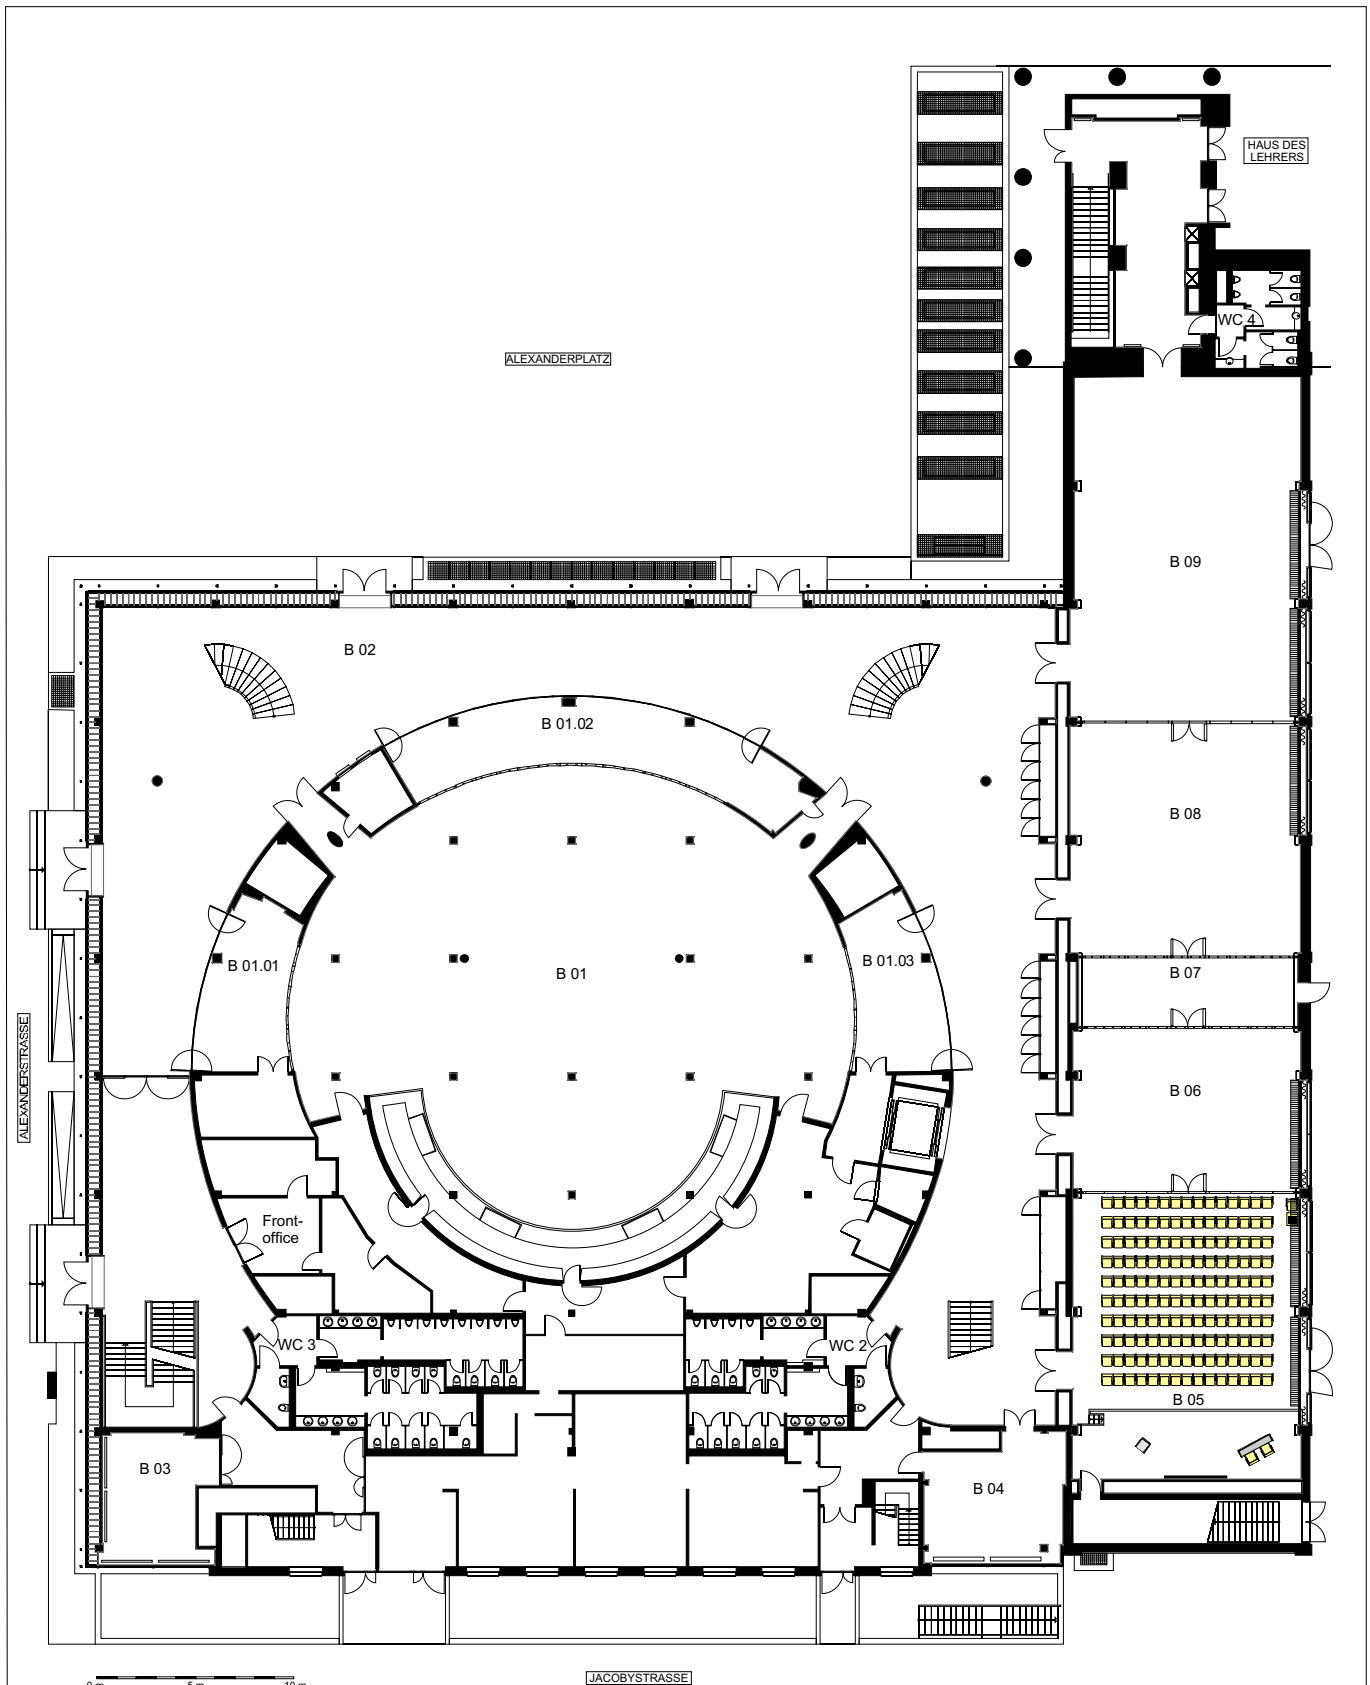 HAUS DES
LEHRERS
WC 4
ALEXANDERPLATZ
B 09
B 02
B 01.02
B 08
B 01.01
B 01
B 01.03
B 07
ALEXANDERSTRASSE
B 06
Front-
office
WC 3
WC 2
B 05
B 03
B 04
0 m 5 m 10 m
JACOBYSTRASSE